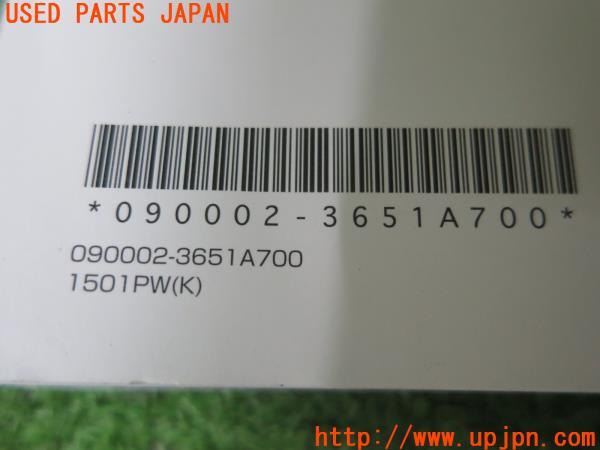 USED PARTS JAPAN
*090002-3651A700*
090002-3651A700
1501PW(K)
http://www.upjpn.com